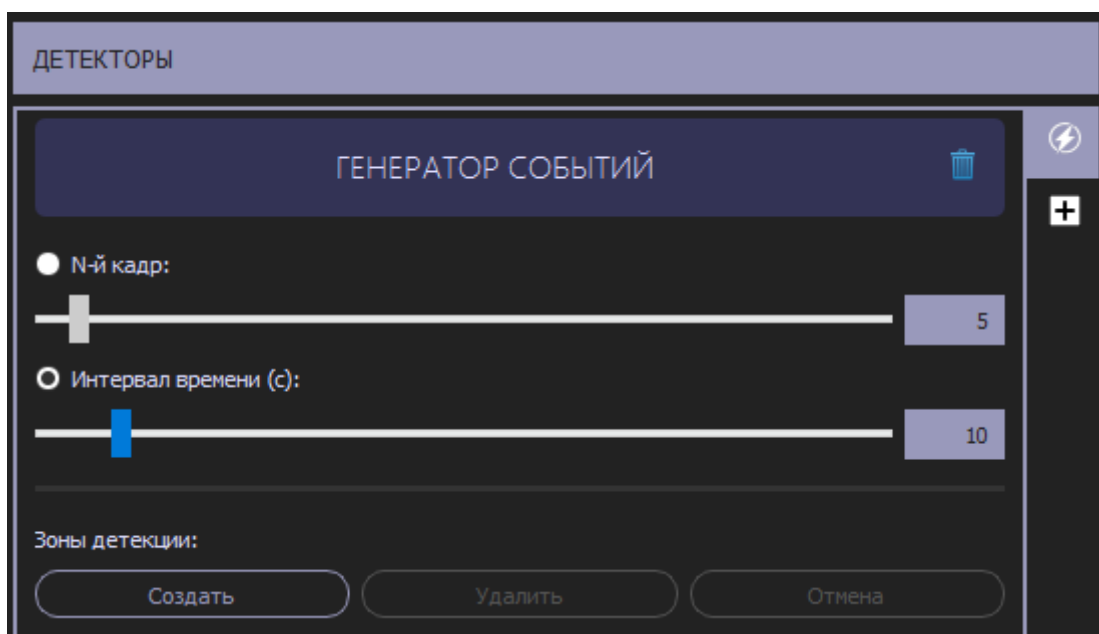 ДЕТЕКТОРЫ
ГЕНЕРАТОР СОБЫТИЙ
N-й кадр:
5
Интервал времени (с):
10
Зоны детекции:
Создать Удалить Отмена